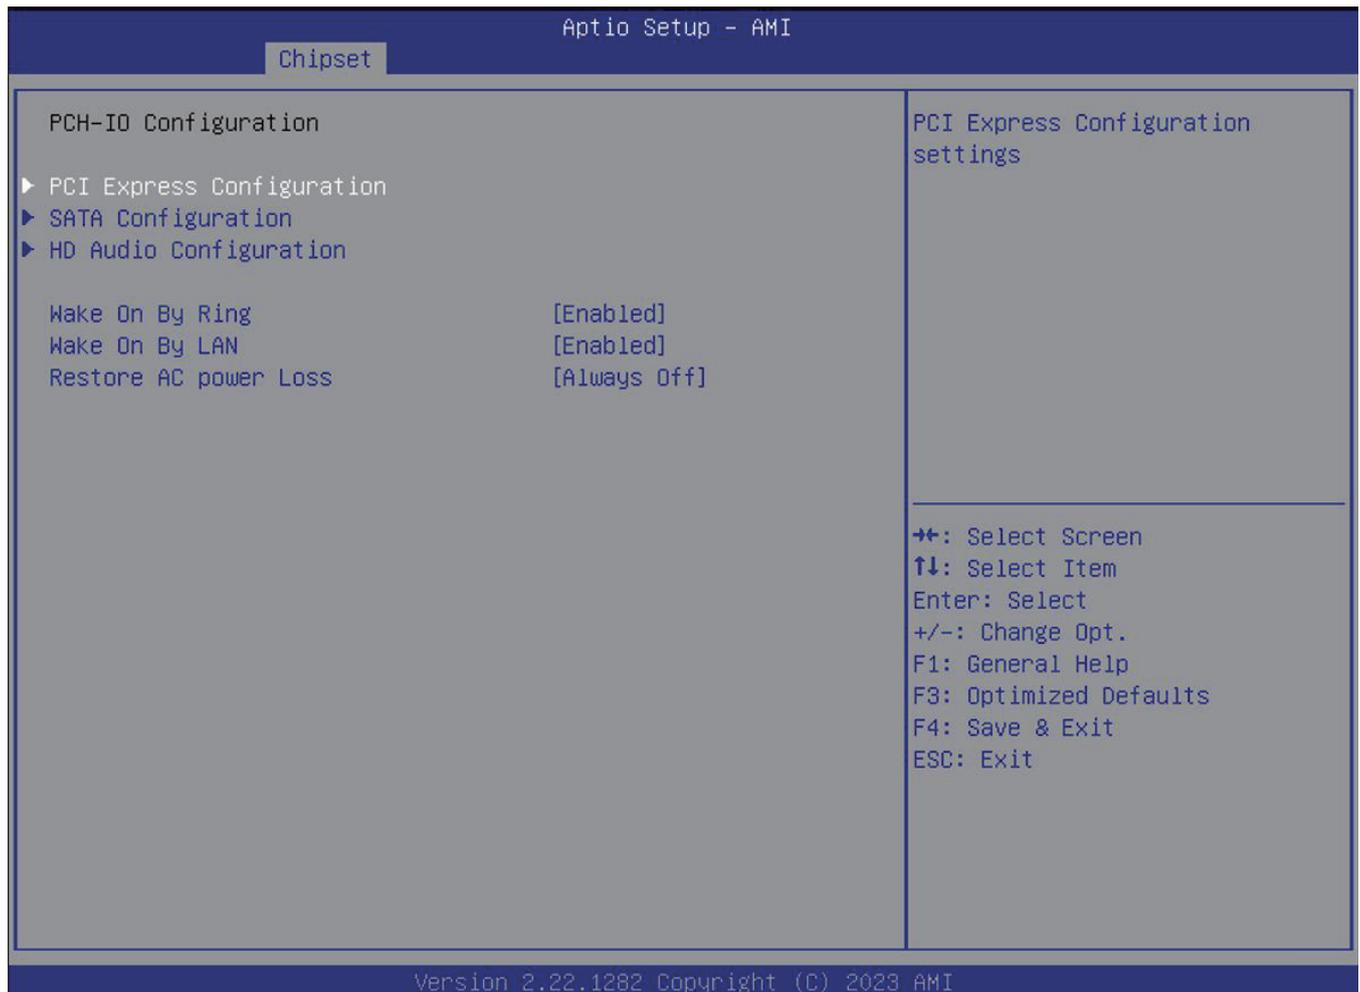 Aptio Setup – AMI
Chipset
PCH-IO Configuration
▶ PCI Express Configuration
▶ SATA Configuration
▶ HD Audio Configuration
Wake On By Ring [Enabled]
Wake On By LAN [Enabled]
Restore AC power Loss [Always Off]
PCI Express Configuration
settings
→←: Select Screen
↑↓: Select Item
Enter: Select
+/-: Change Opt.
F1: General Help
F3: Optimized Defaults
F4: Save & Exit
ESC: Exit
Version 2.22.1282 Copyright (C) 2023 AMI